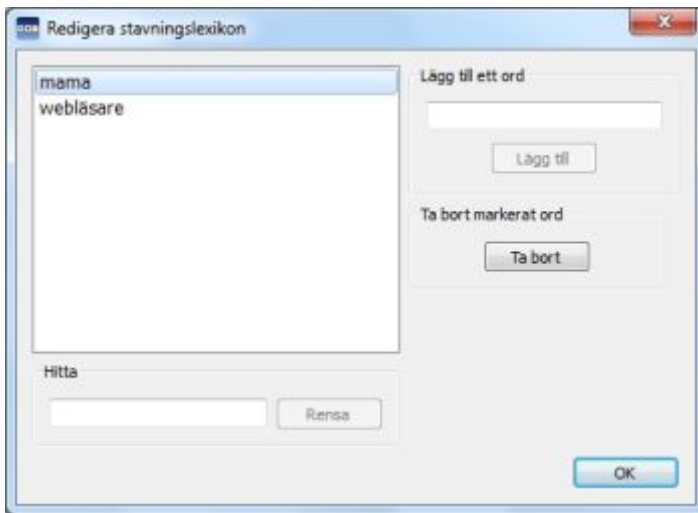 Redigera stavningslexikon
mama
webläsare
Lägg till ett ord
Lägg till
Ta bort markerat ord
Ta bort
Hitta
Rensa
OK